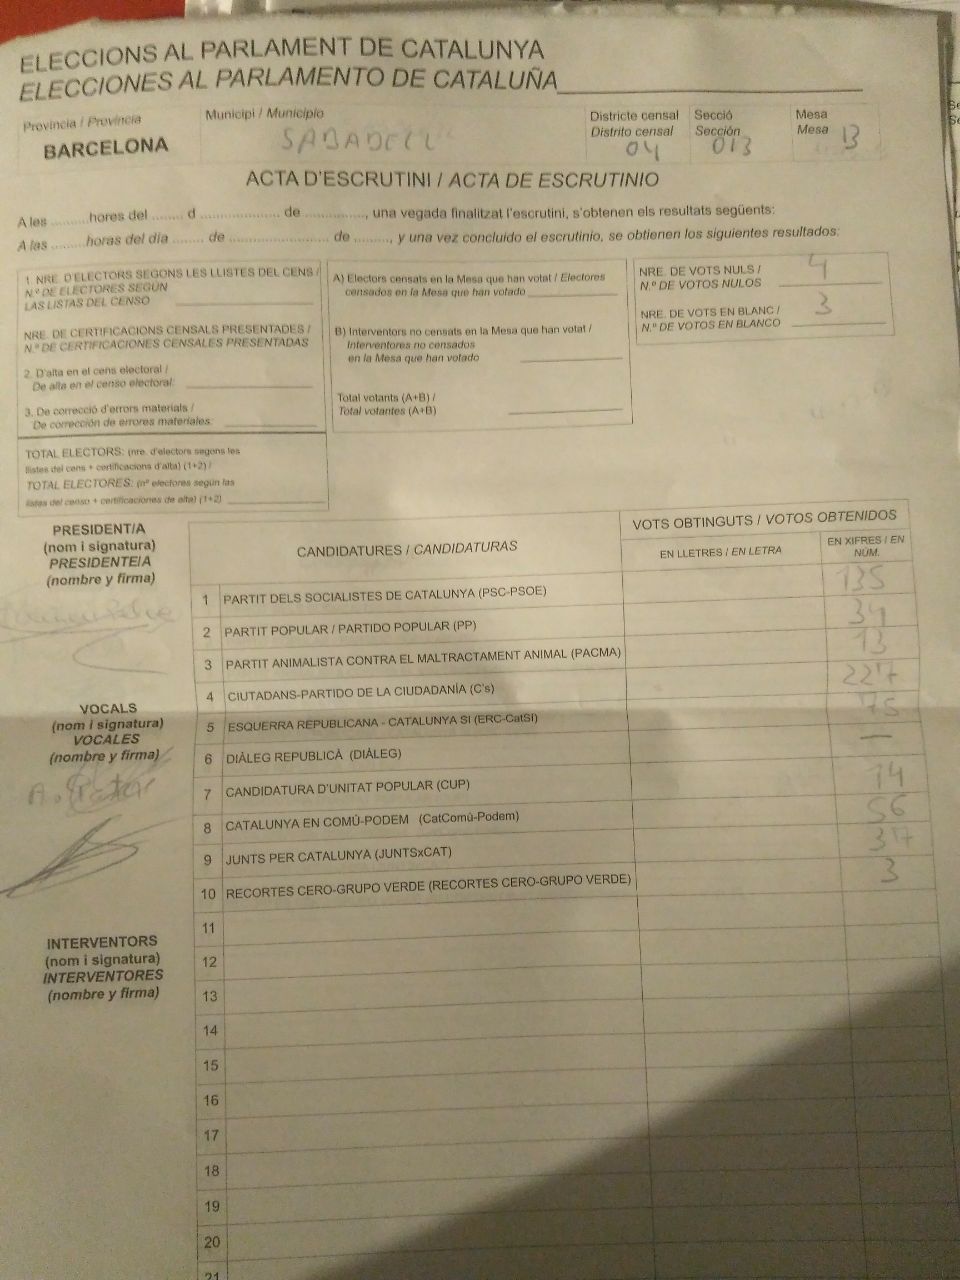 ELECCIONS AL PARLAMENT DE CATALUNYA
ELECCIONES AL PARLAMENTO DE CATALUÑA
Provincia / Provincia
BARCELONA
Municipi / Municipio
SABADELL
Districte censal
Distrito censal
04
Secció
Sección
013
Mesa
Mesa
B
ACTA D'ESCRUTINI / ACTA DE ESCRUTINIO
A les .........hores del ........ d .................... de ..............., una vegada finalitzat l'escrutini, s'obtenen els resultats següents:
A las .........horas del día ........ de ........................ de ........., y una vez concluido el escrutinio, se obtienen los siguientes resultados:
1 NRE. D'ELECTORS SEGONS LES LLISTES DEL CENS /
N.º DE ELECTORES SEGÚN
LAS LISTAS DEL CENSO
NRE. DE CERTIFICACIONS CENSALS PRESENTADES /
N.º DE CERTIFICACIONES CENSALES PRESENTADAS
2. D'alta en el cens electoral /
De alta en el censo electoral:
3. De correcció d'errors materials /
De corrección de errores materiales:
TOTAL ELECTORS: (nre. d'electors segons les
llistes del cens + certificacions d'alta) (1+2) /
TOTAL ELECTORES: (nº electores según las
listas del censo + certificaciones de alta) (1+2)
A) Electors censats en la Mesa que han votat / Electores
censados en la Mesa que han votado
B) Interventors no censats en la Mesa que han votat /
Interventores no censados
en la Mesa que han votado
Total votants (A+B) /
Total votantes (A+B)
NRE. DE VOTS NULS /
N.º DE VOTOS NULOS
4
NRE. DE VOTS EN BLANC /
N.º DE VOTOS EN BLANCO
3
PRESIDENT/A
(nom i signatura)
PRESIDENTE/A
(nombre y firma)
VOCALS
(nom i signatura)
VOCALES
(nombre y firma)
INTERVENTORS
(nom i signatura)
INTERVENTORES
(nombre y firma)
CANDIDATURES / CANDIDATURAS
VOTS OBTINGUTS / VOTOS OBTENIDOS
EN LLETRES / EN LETRA
EN XIFRES / EN
NÚM.
1 PARTIT DELS SOCIALISTES DE CATALUNYA (PSC-PSOE) 135
2 PARTIT POPULAR / PARTIDO POPULAR (PP) 34
3 PARTIT ANIMALISTA CONTRA EL MALTRACTAMENT ANIMAL (PACMA) 13
4 CIUTADANS-PARTIDO DE LA CIUDADANÍA (C's) 227
5 ESQUERRA REPUBLICANA - CATALUNYA SÍ (ERC-CatSÍ) 75
6 DIÀLEG REPUBLICÀ (DIÀLEG) —
7 CANDIDATURA D'UNITAT POPULAR (CUP) 14
8 CATALUNYA EN COMÚ-PODEM (CatComú-Podem) 56
9 JUNTS PER CATALUNYA (JUNTSxCAT) 37
10 RECORTES CERO-GRUPO VERDE (RECORTES CERO-GRUPO VERDE) 3
11
12
13
14
15
16
17
18
19
20
21